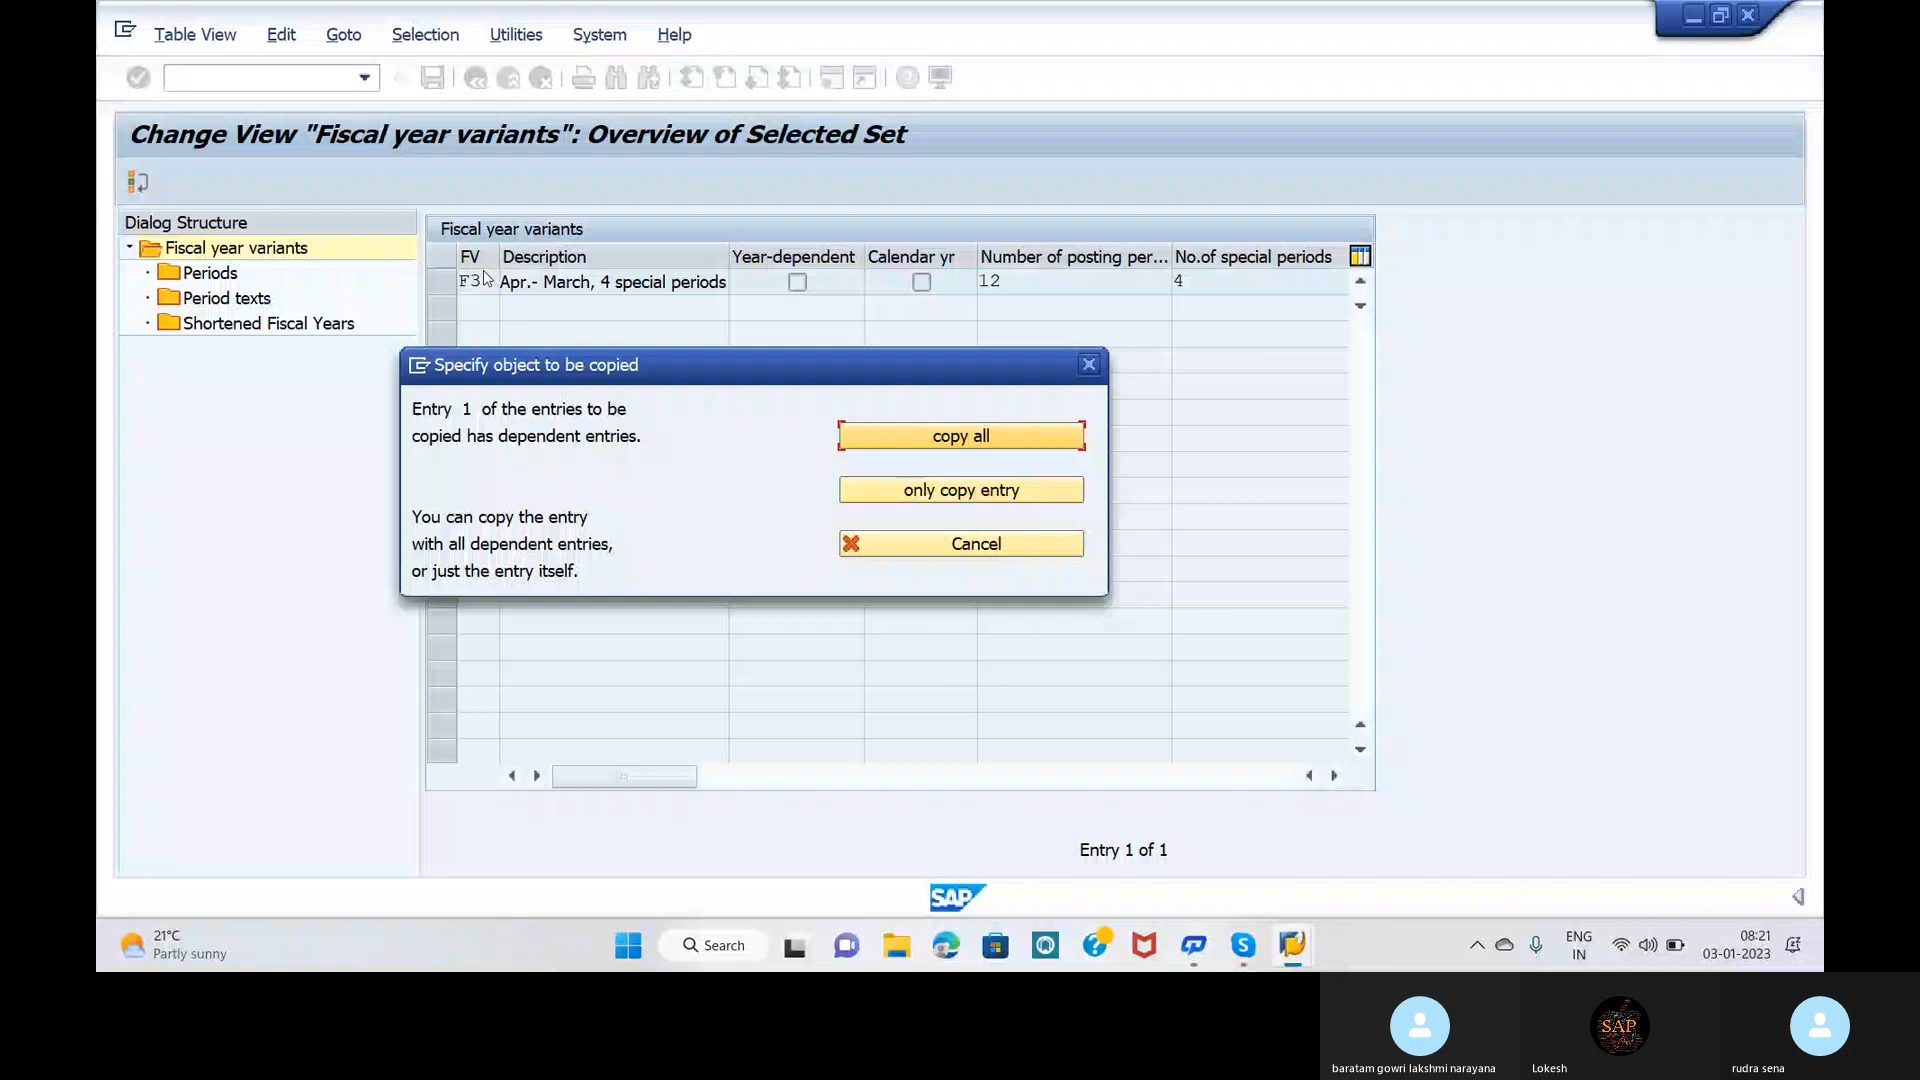 Table View Edit Goto Selection Utilities System Help
Change View "Fiscal year variants": Overview of Selected Set
Dialog Structure
Fiscal year variants
Periods
Period texts
Shortened Fiscal Years
Fiscal year variants
FV Description Year-dependent Calendar yr Number of posting per... No.of special periods
F3 Apr.- March, 4 special periods 12 4
Specify object to be copied
Entry 1 of the entries to be
copied has dependent entries.
You can copy the entry
with all dependent entries,
or just the entry itself.
copy all
only copy entry
Cancel
Entry 1 of 1
SAP
21°C
Partly sunny
Search
ENG
IN
08:21
03-01-2023
SAP
baratam gowri lakshmi narayana
Lokesh
rudra sena